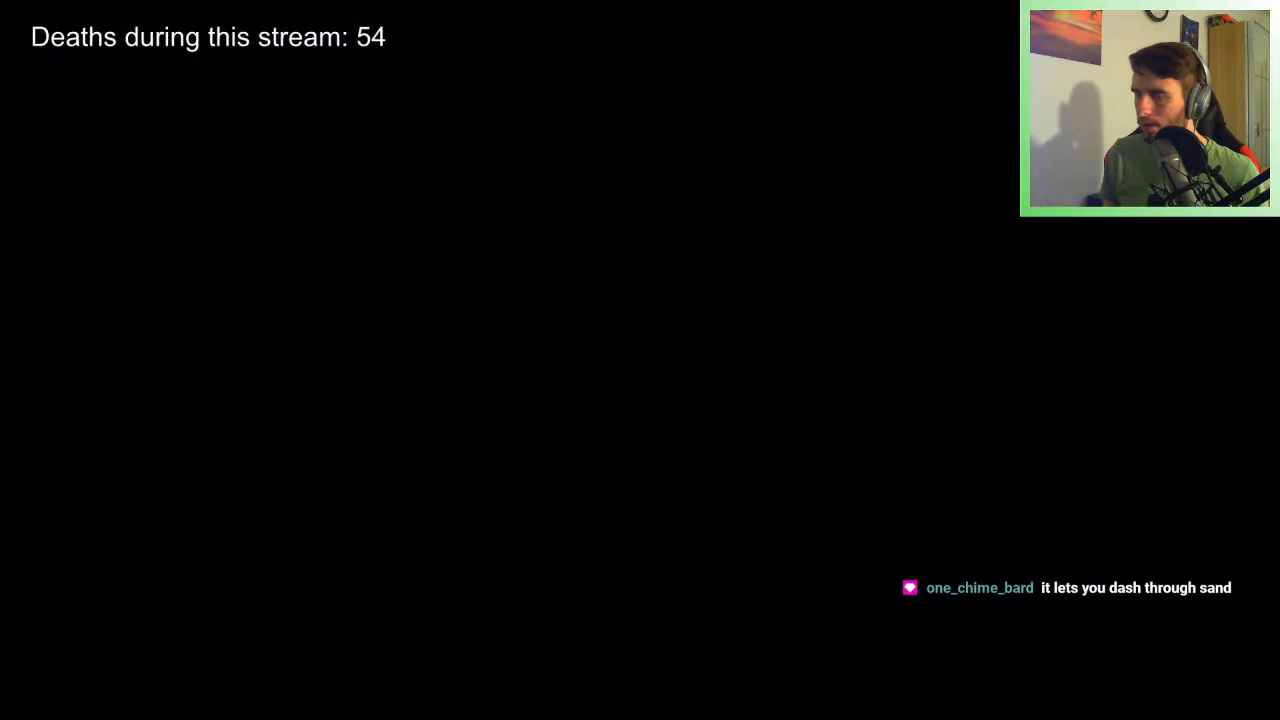 Deaths during this stream: 54
one_chime_bard it lets you dash through sand